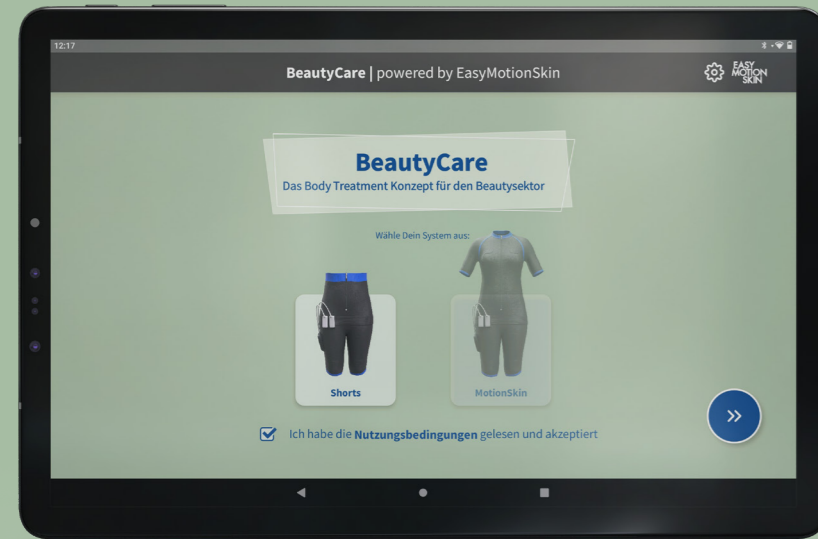 12:17
BeautyCare | powered by EasyMotionSkin
EASY
MOTION
SKIN
BeautyCare
Das Body Treatment Konzept für den Beautysektor
Wähle Dein System aus:
Shorts
MotionSkin
Ich habe die Nutzungsbedingungen gelesen und akzeptiert